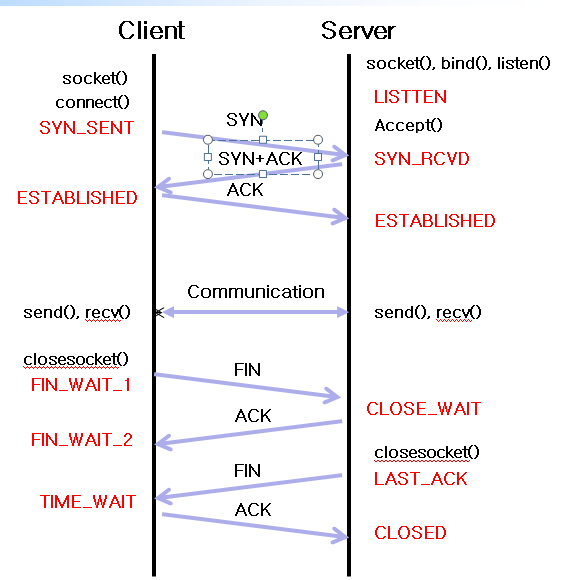 Client
Server
socket(), bind(), listen()
socket()
connect()
LISTTEN
SYN
Accept()
SYN_SENT
SYN+ACK
SYN_RCVD
ACK
ESTABLISHED
ESTABLISHED
Communication
send(), recv()
send(), recv()
closesocket()
FIN
FIN_WAIT_1
CLOSE_WAIT
ACK
FIN_WAIT_2
closesocket()
FIN
LAST_ACK
TIME_WAIT
ACK
CLOSED